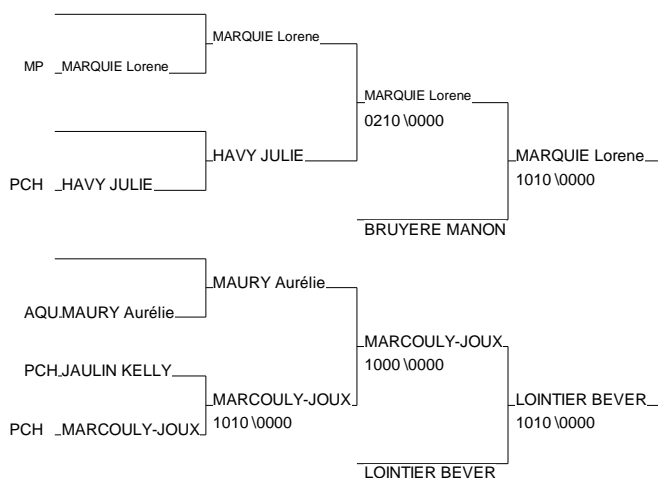 MARQUIE Lorene
MP MARQUIE Lorene
MARQUIE Lorene
0210 \0000
HAVY JULIE
MARQUIE Lorene
1010 \0000
PCH HAVY JULIE
BRUYERE MANON
MAURY Aurélie
AQU MAURY Aurélie
MARCOULY-JOUX
1000 \0000
PCH JAULIN KELLY
MARCOULY-JOUX
1010 \0000
LOINTIER BEVER
1010 \0000
PCH MARCOULY-JOUX
LOINTIER BEVER